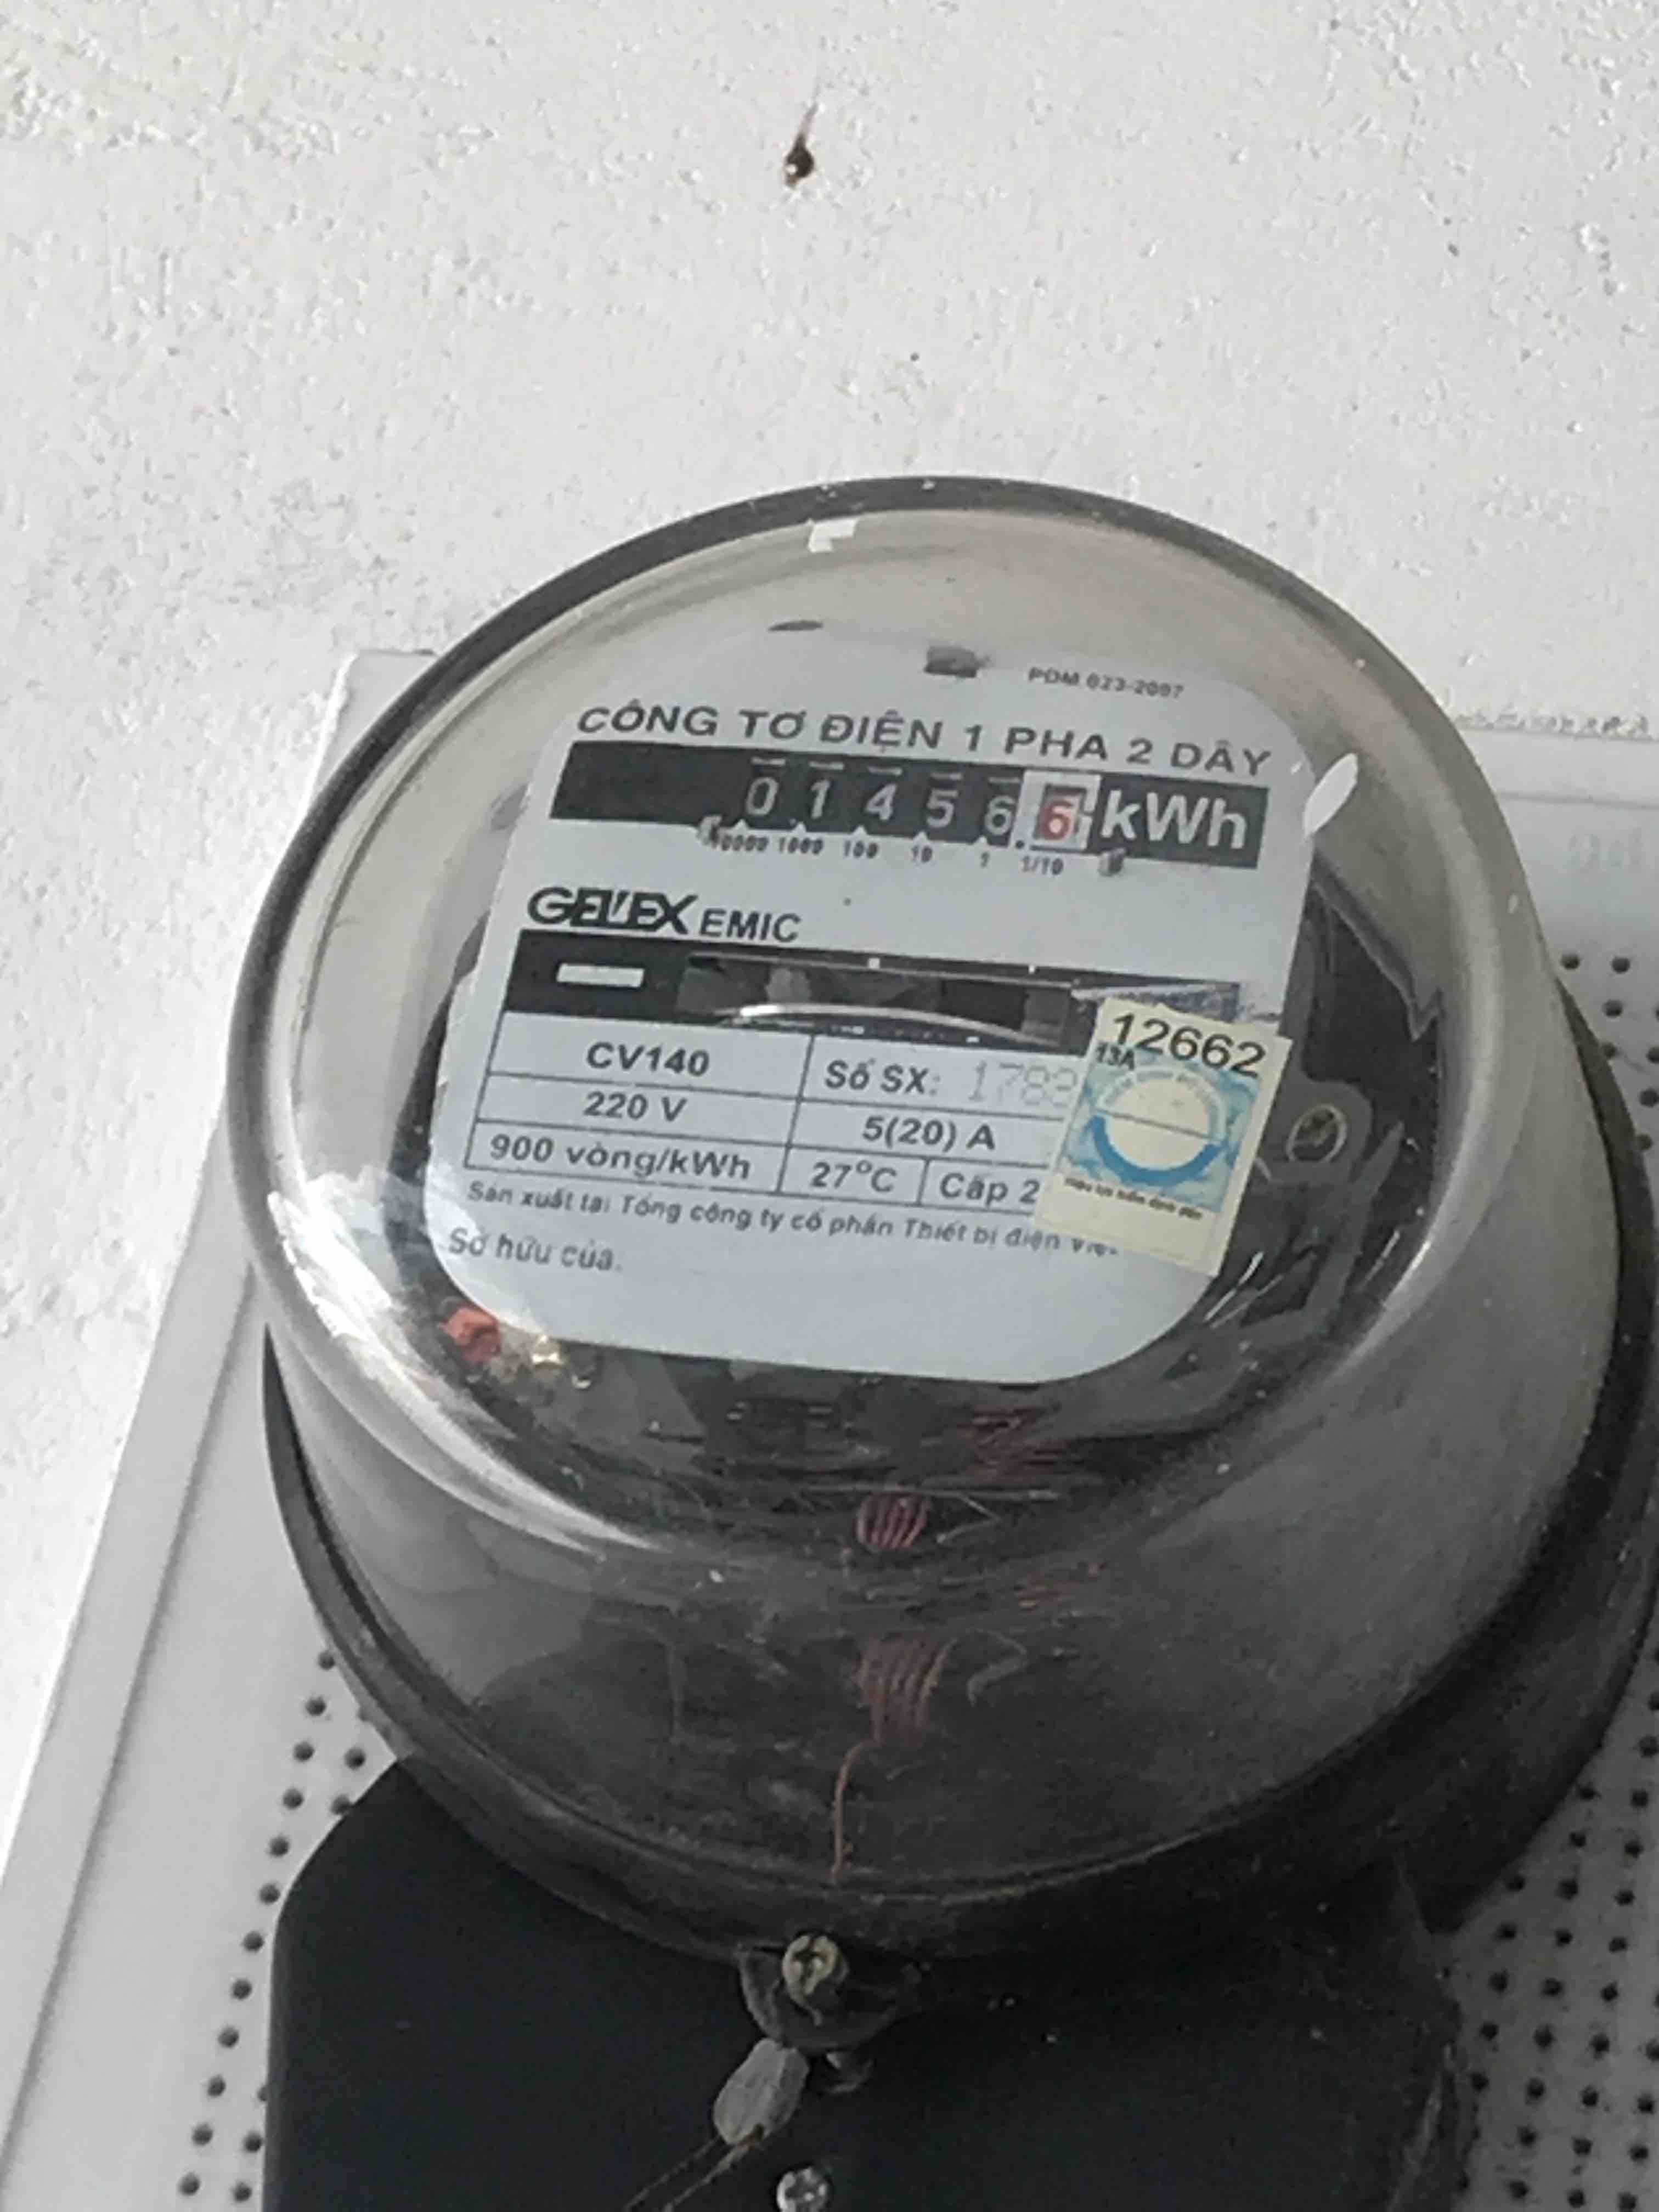 PDM 023-2007
CÔNG TƠ ĐIỆN 1 PHA 2 DÂY
0 1 4 5 6 . 6 kWh
10000 1000 100 10 1 1/10
GELEX EMIC
12662
13A
CV140 Số SX: 1783
220 V 5(20) A
900 vòng/kWh 27°C Cấp 2
Sản xuất tại Tổng công ty cổ phần Thiết bị điện
Sở hữu của.